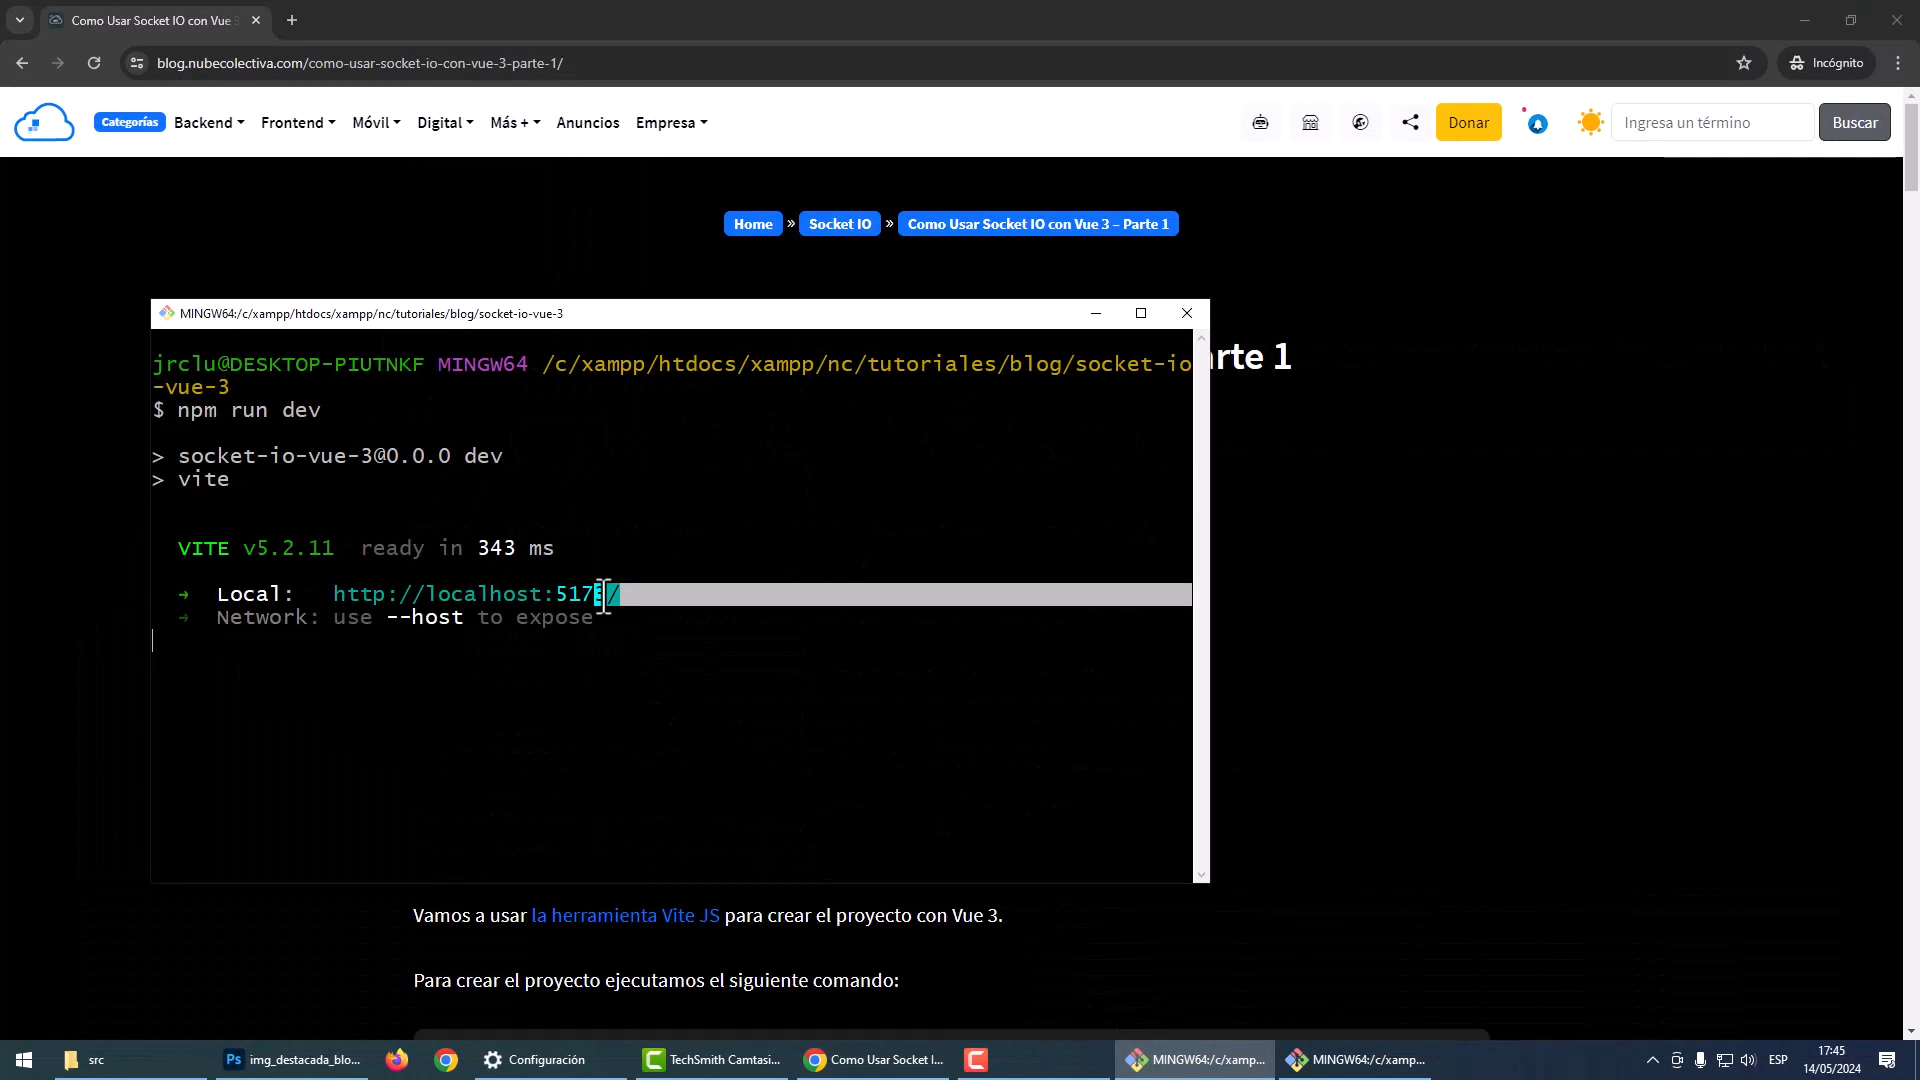 Como Usar Socket IO con Vue 3
blog.nubecolectiva.com/como-usar-socket-io-con-vue-3-parte-1/
Incógnito
Categorías Backend Frontend Móvil Digital Más + Anuncios Empresa Donar Ingresa un término Buscar
Home » Socket IO » Como Usar Socket IO con Vue 3 – Parte 1
MINGW64:/c/xampp/htdocs/xampp/nc/tutoriales/blog/socket-io-vue-3
jrclu@DESKTOP-PIUTNKF MINGW64 /c/xampp/htdocs/xampp/nc/tutoriales/blog/socket-io
-vue-3
arte 1
$ npm run dev
> socket-io-vue-3@0.0.0 dev
> vite
VITE v5.2.11 ready in 343 ms
➜ Local: http://localhost:5173/
➜ Network: use --host to expose
Vamos a usar la herramienta Vite JS para crear el proyecto con Vue 3.
Para crear el proyecto ejecutamos el siguiente comando:
src
Ps img_destacada_blo...
Configuración
TechSmith Camtasi...
Como Usar Socket I...
MINGW64:/c/xamp...
MINGW64:/c/xamp...
ESP
17:45
14/05/2024